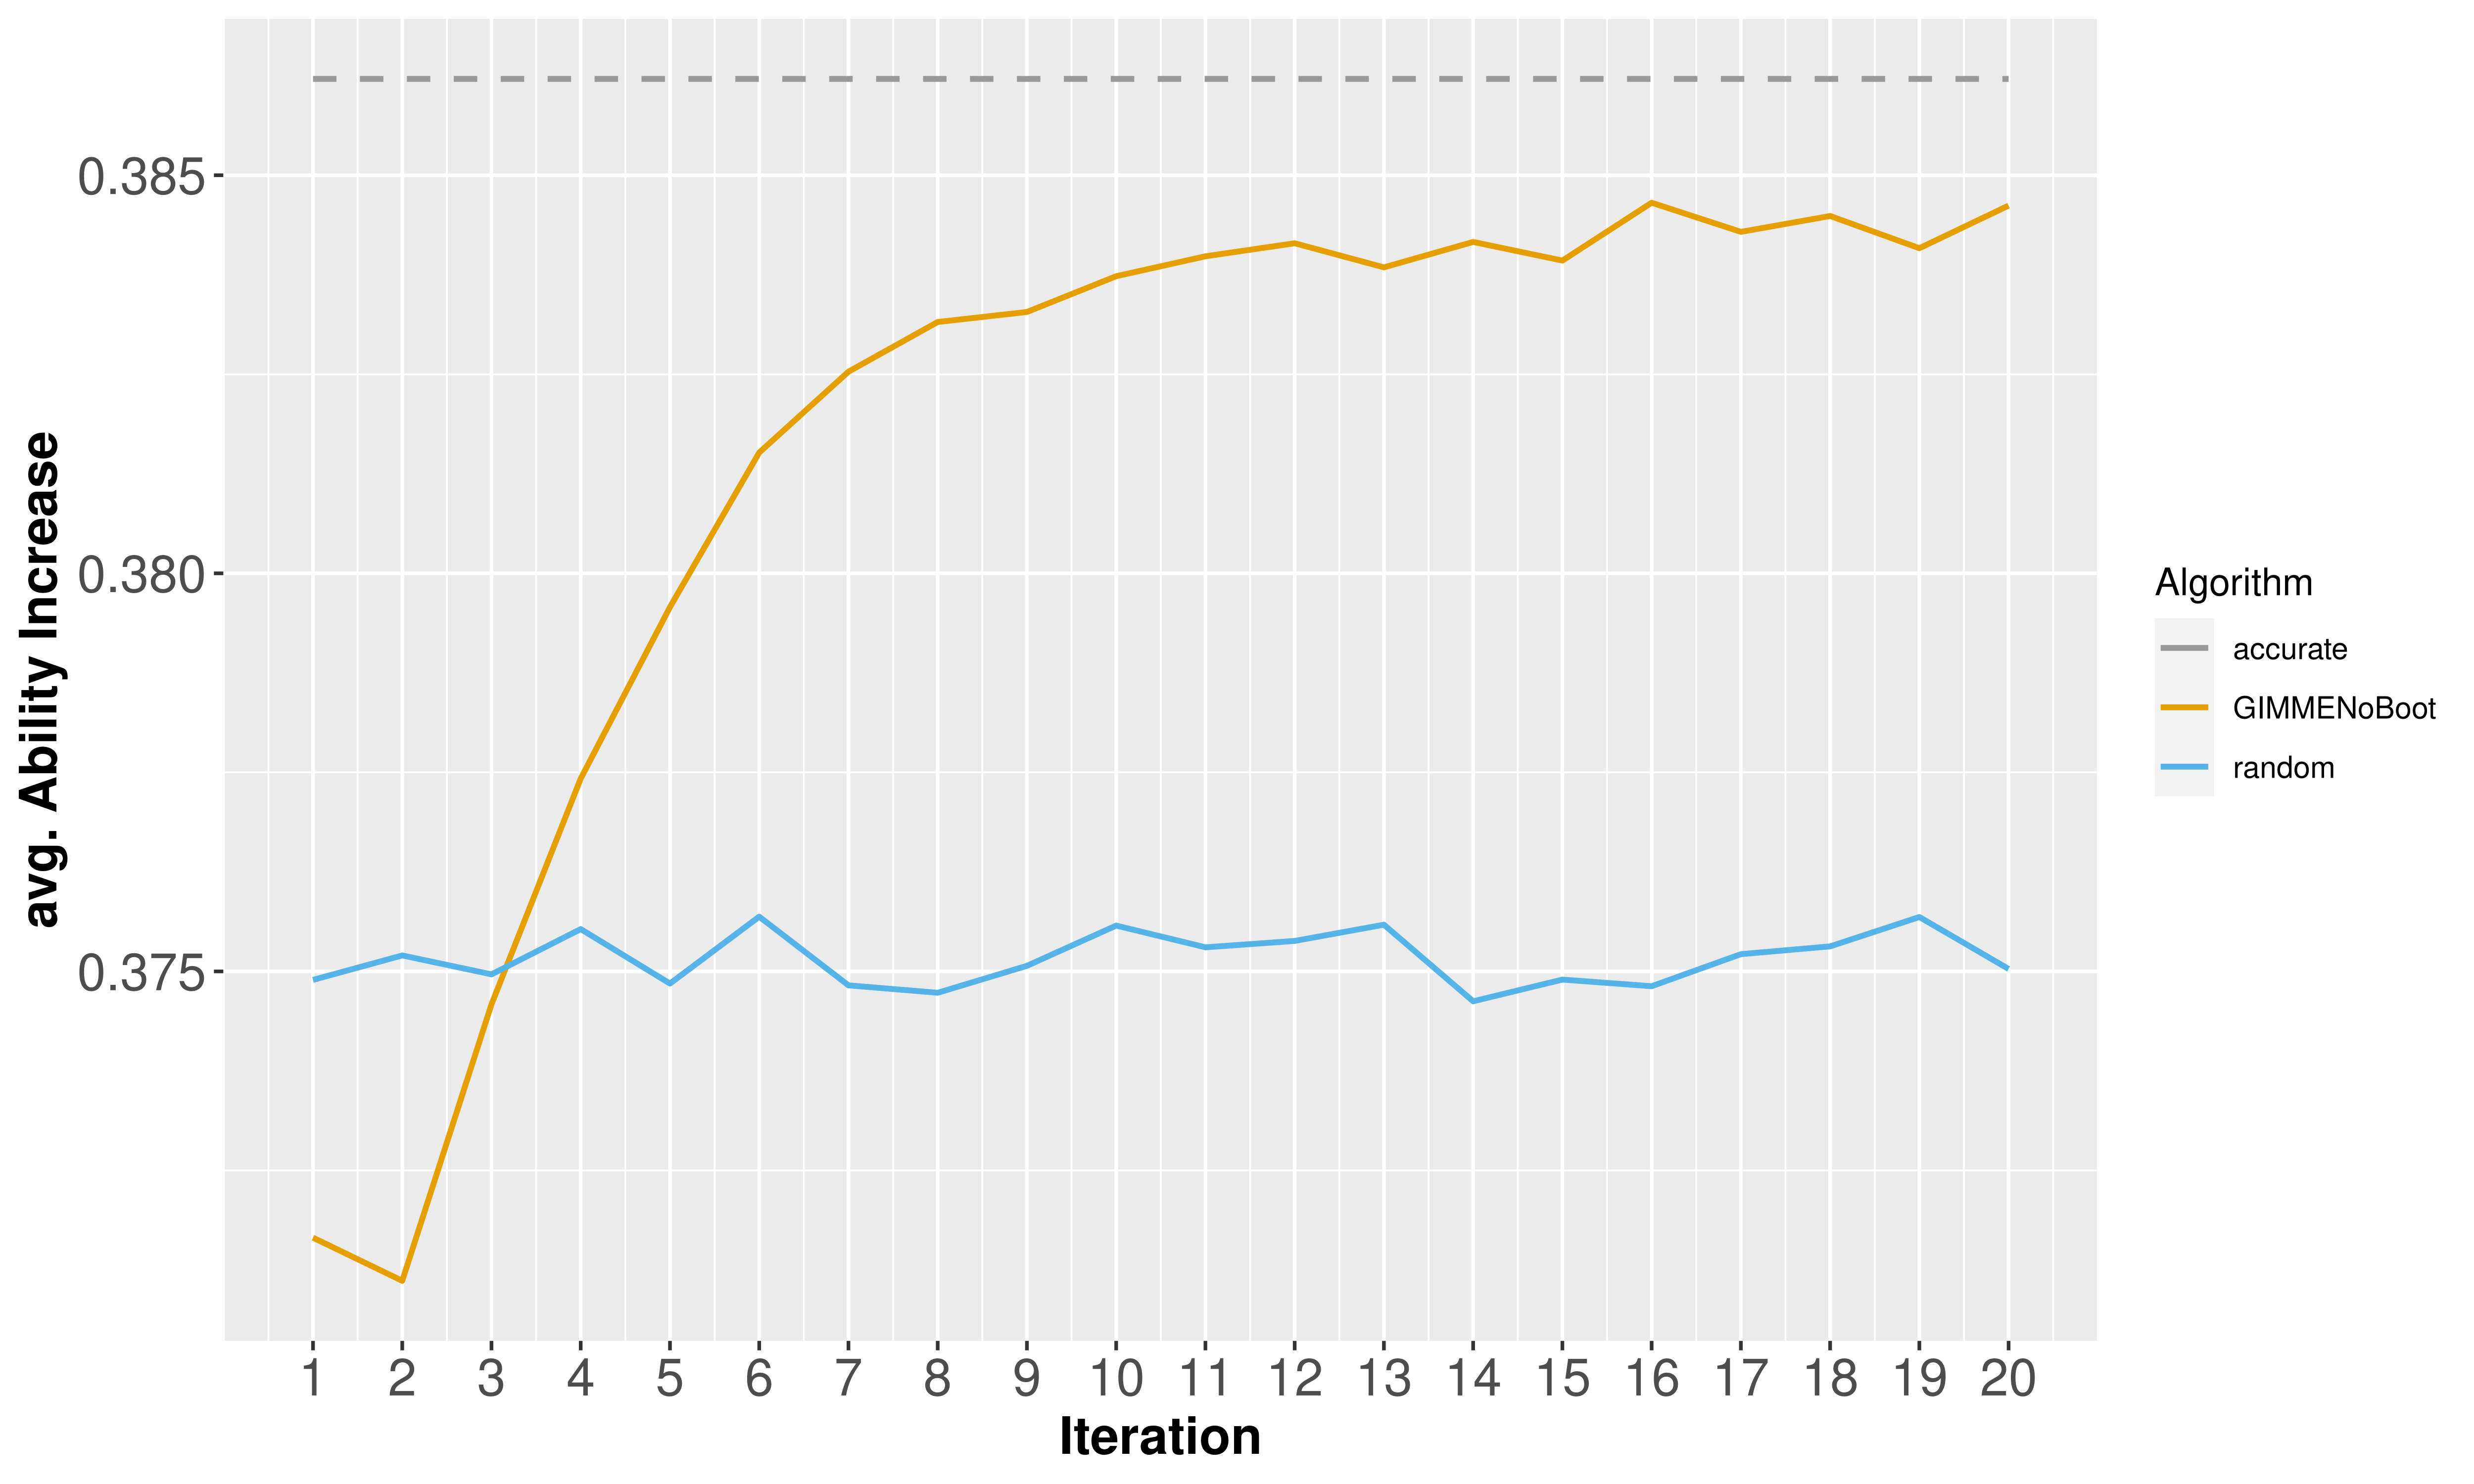 avg. Ability Increase
0.385
0.380
0.375
1 2 3 4 5 6 7 8 9 10 11 12 13 14 15 16 17 18 19 20
Iteration
Algorithm
accurate
GIMMENoBoot
random